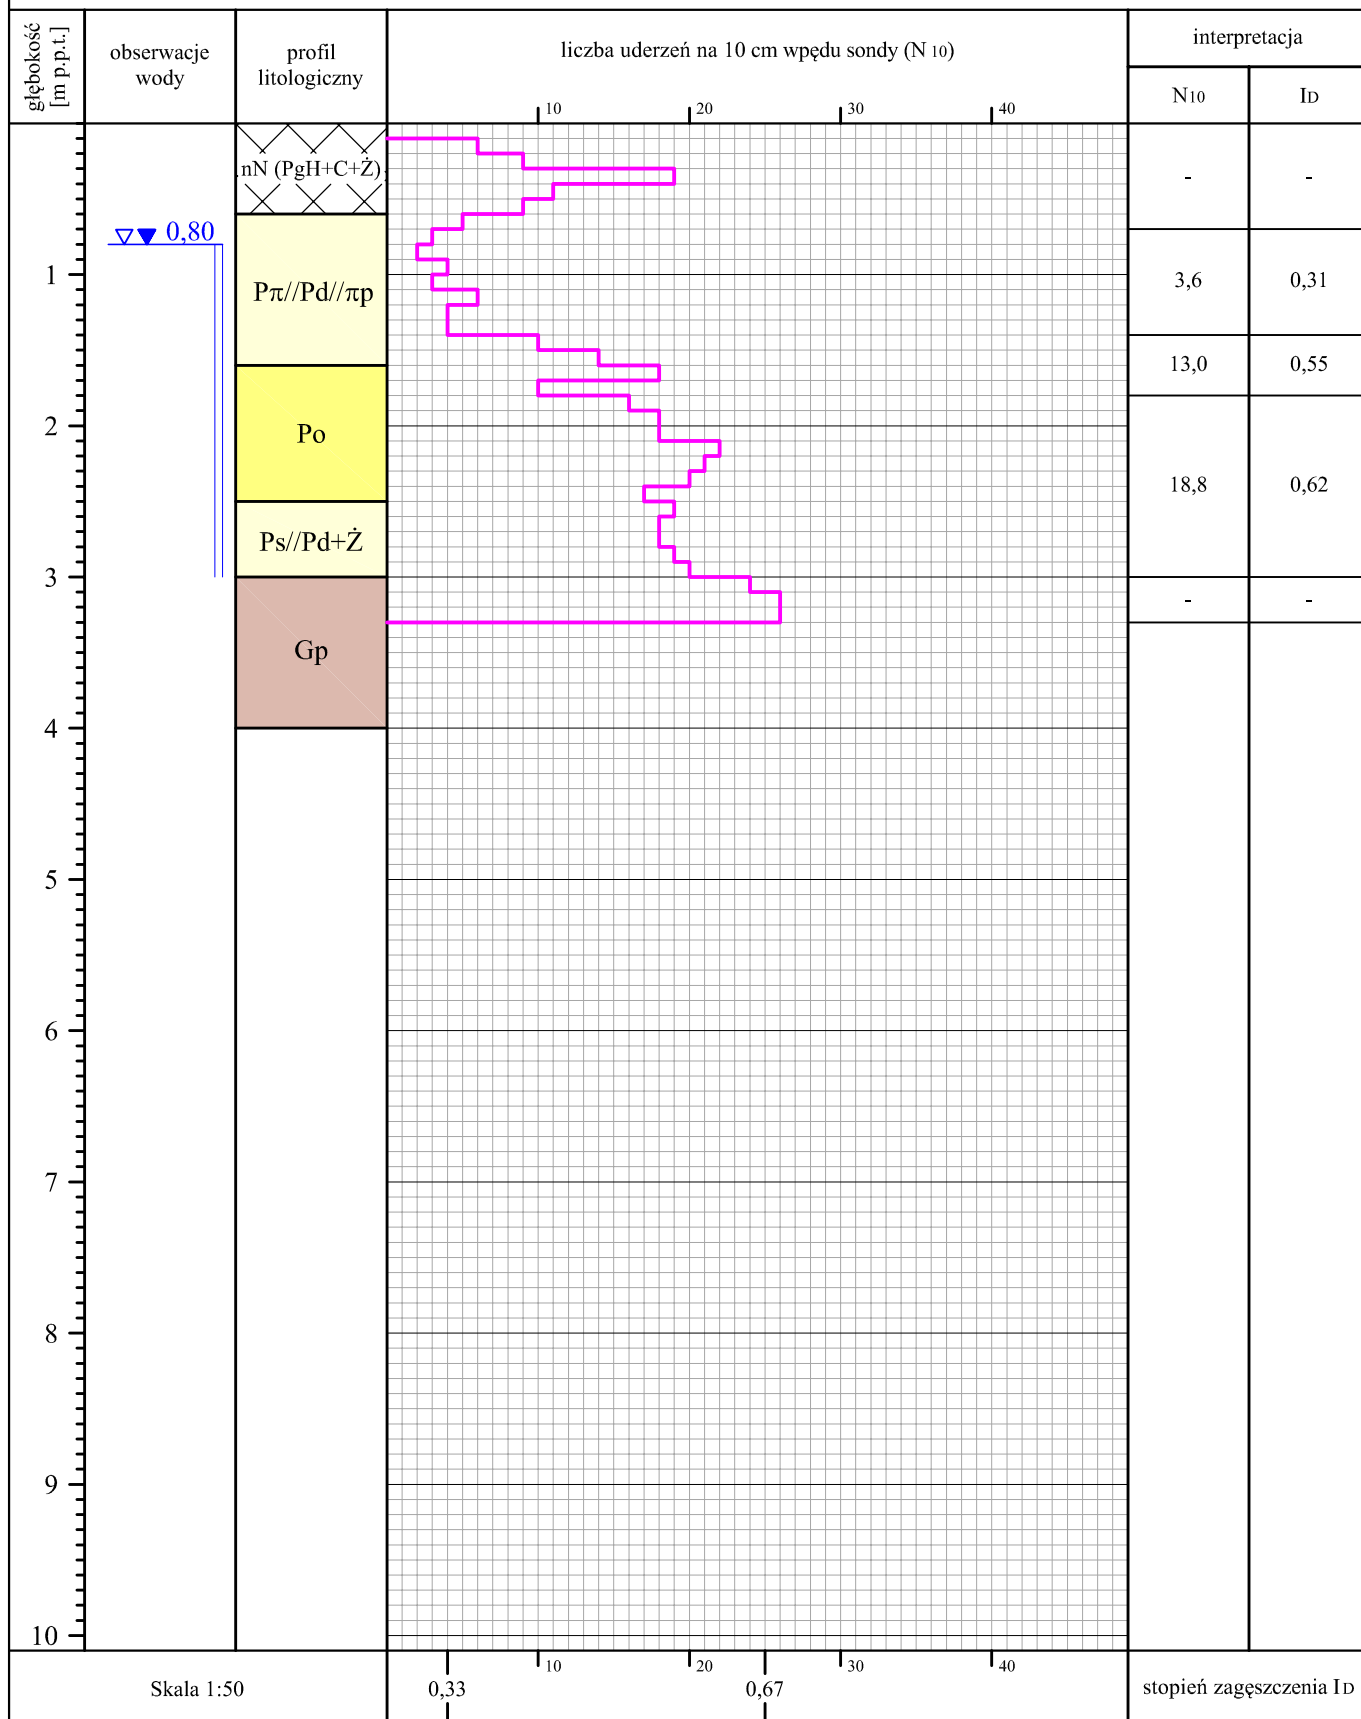 głębokość
[m p.p.t.]
obserwacje
wody
profil
litologiczny
liczba uderzeń na 10 cm wpędu sondy (N 10)
interpretacja
N10
ID
10
20
30
40
nN (PgH+C+Ż)
-
-
0,80
1
Pπ//Pd//πp
3,6
0,31
13,0
0,55
2
Po
18,8
0,62
Ps//Pd+Ż
3
-
-
Gp
4
5
6
7
8
9
10
10
20
30
40
Skala 1:50
0,33
0,67
stopień zagęszczenia ID